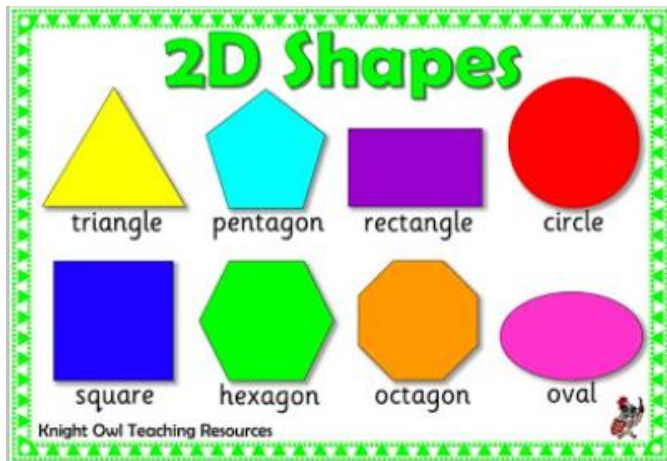 2D Shapes
triangle pentagon rectangle circle
square hexagon octagon oval
Knight Owl Teaching Resources